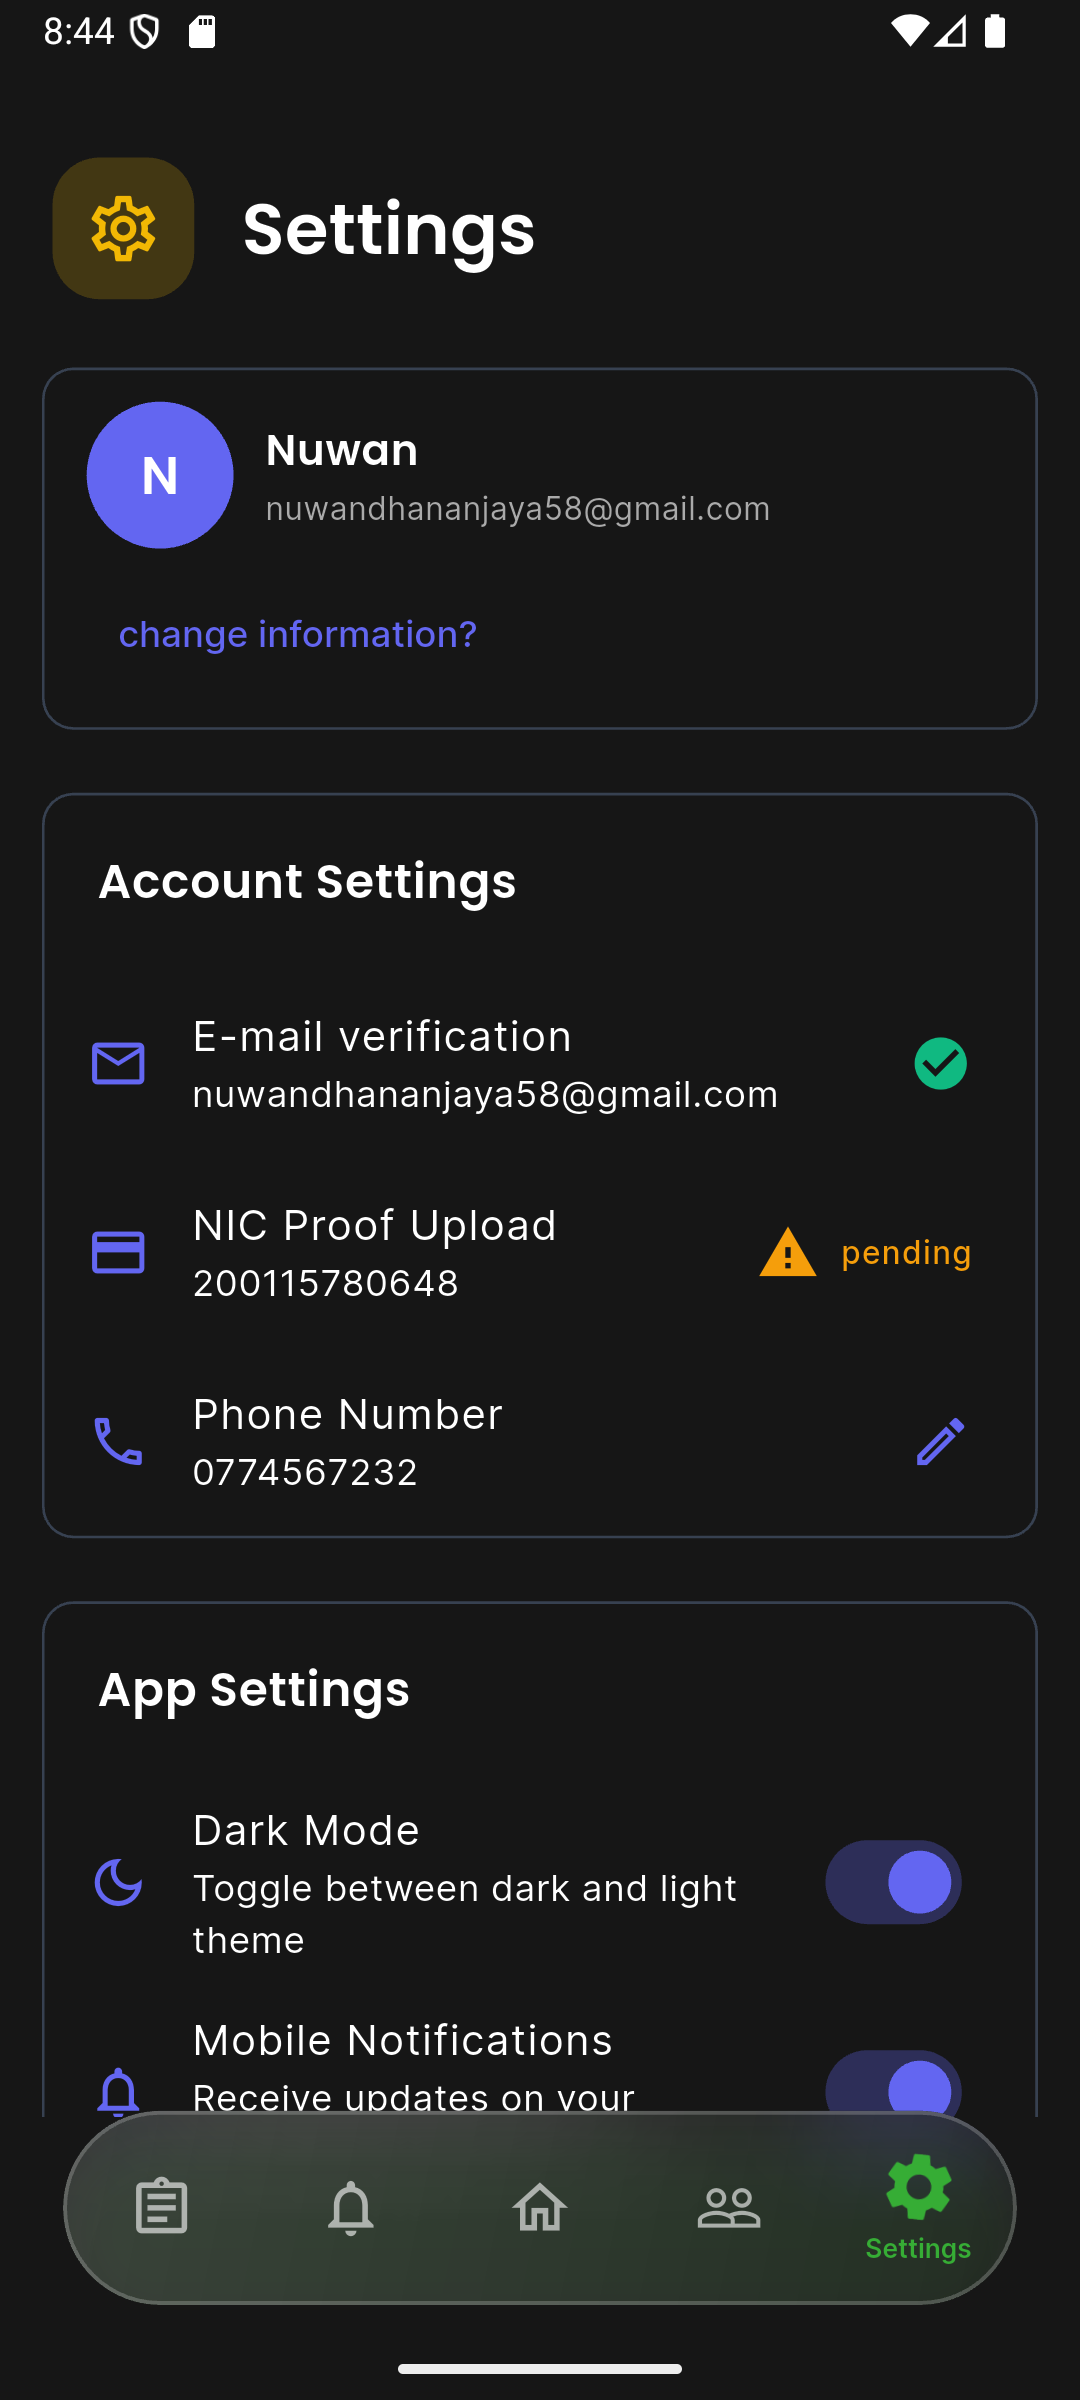 8:44
Settings
N
Nuwan
nuwandhananjaya58@gmail.com
change information?
Account Settings
E-mail verification
nuwandhananjaya58@gmail.com
NIC Proof Upload
200115780648
pending
Phone Number
0774567232
App Settings
Dark Mode
Toggle between dark and light
theme
Mobile Notifications
Receive updates on your
Settings